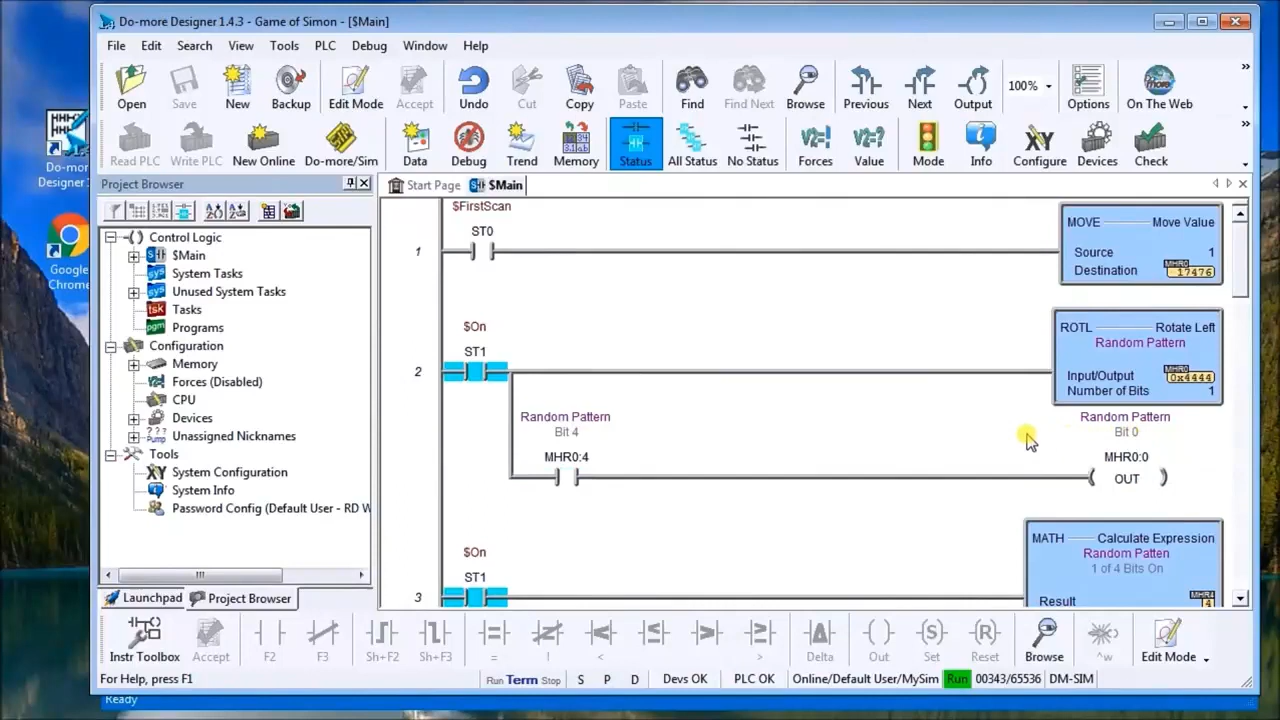 Do-more Designer 1.4.3 - Game of Simon - [$Main]
File Edit Search View Tools PLC Debug Window Help
Open Save New Backup Edit Mode Accept Undo Cut Copy Paste Find Find Next Browse Previous Next Output 100% Options On The Web
Read PLC Write PLC New Online Do-more/Sim Data Debug Trend Memory Status All Status No Status Forces Value Mode Info Configure Devices Check
Do-more
Designer 1
Google
Chrome
Project Browser
Control Logic
$Main
System Tasks
Unused System Tasks
Tasks
Programs
Configuration
Memory
Forces (Disabled)
CPU
Devices
Unassigned Nicknames
Tools
System Configuration
System Info
Password Config (Default User - RD W
Launchpad Project Browser
Start Page $Main
$FirstScan
ST0
1
MOVE Move Value
Source 1
MHR0
Destination 17476
$On
ST1
2
ROTL Rotate Left
Random Pattern
MHR0
Input/Output 0x4444
Number of Bits 1
Random Pattern
Bit 4
MHR0:4
Random Pattern
Bit 0
MHR0:0
OUT
$On
ST1
3
MATH Calculate Expression
Random Patten
1 of 4 Bits On
Result 4
Instr Toolbox Accept F2 F3 Sh+F2 Sh+F3 = ! < > Delta Out Set Reset Browse ^w Edit Mode
For Help, press F1 Run Term Stop S P D Devs OK PLC OK Online/Default User/MySim Run 00343/65536 DM-SIM
Ready